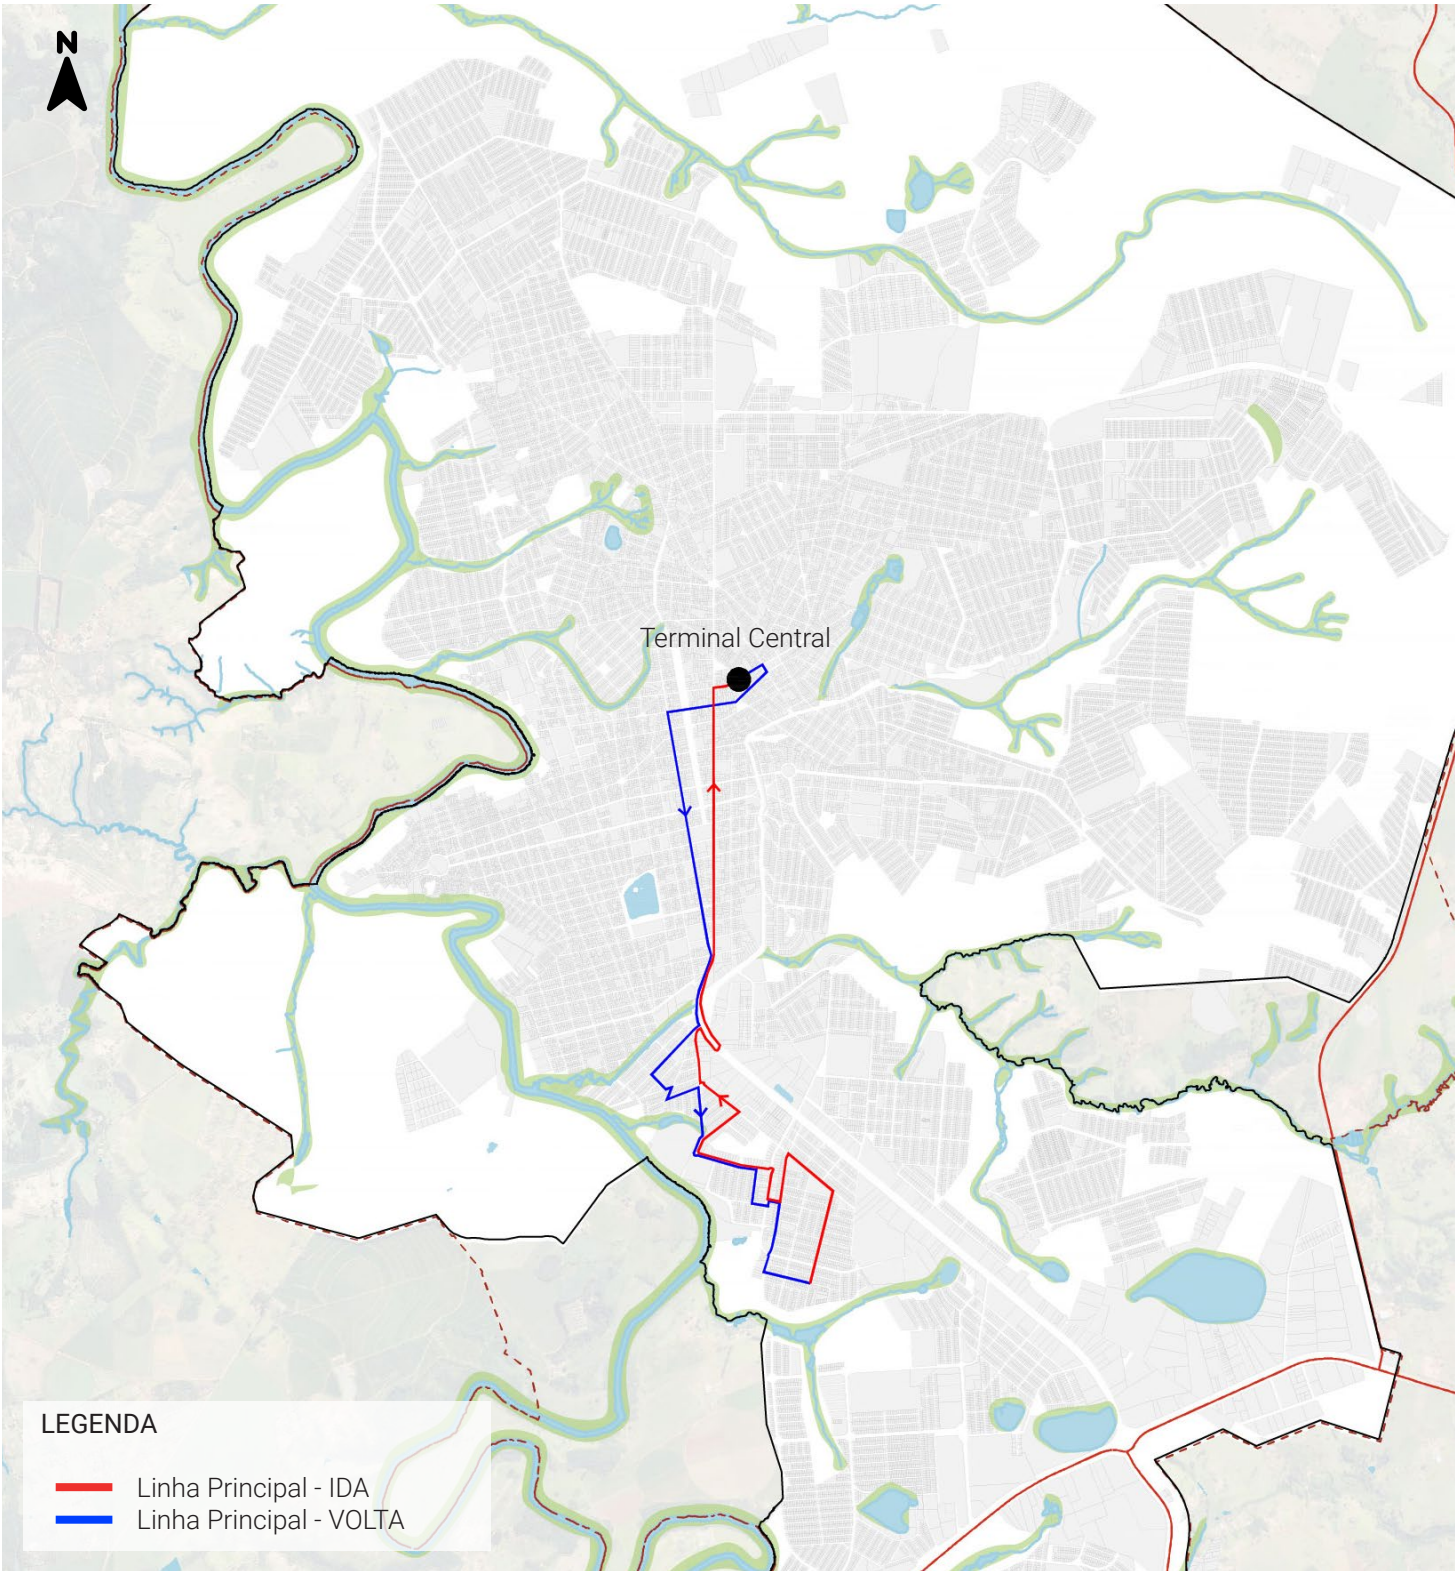 N
Terminal Central
LEGENDA
Linha Principal - IDA
Linha Principal - VOLTA